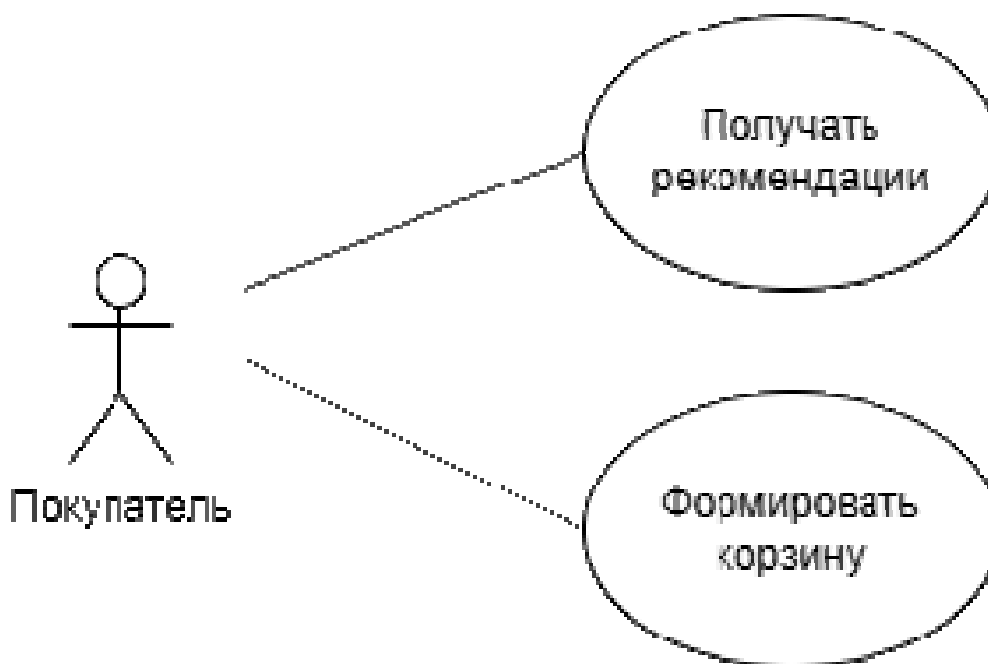 Получать
рекомендации
Покупатель
Формировать
корзину